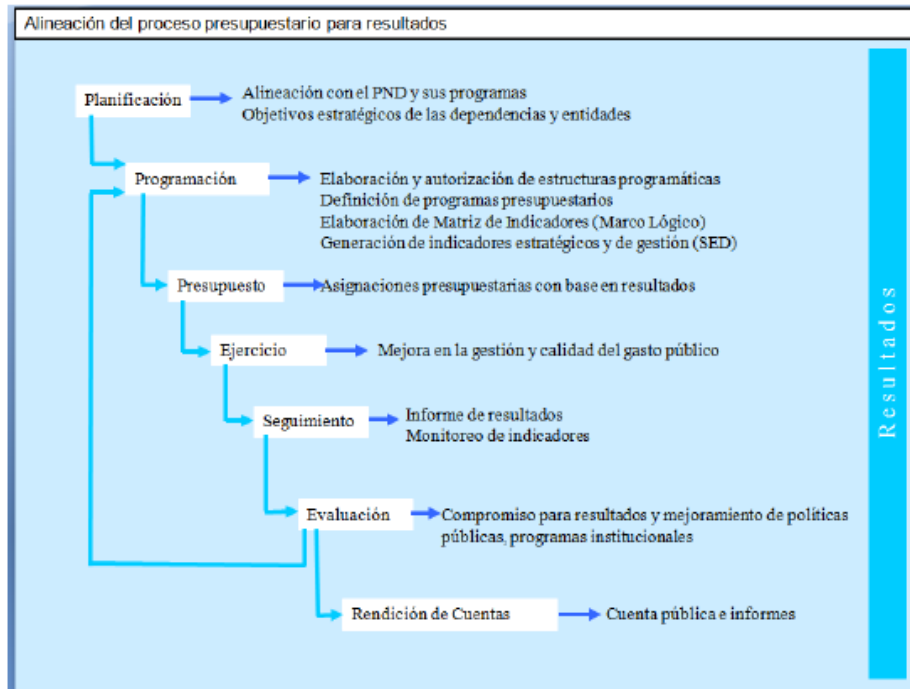 Alineación del proceso presupuestario para resultados
Planificación
Alineación con el PND y sus programas
Objetivos estratégicos de las dependencias y entidades
Programación
Elaboración y autorización de estructuras programáticas
Definición de programas presupuestarios
Elaboración de Matriz de Indicadores (Marco Lógico)
Generación de indicadores estratégicos y de gestión (SED)
Presupuesto
Asignaciones presupuestarias con base en resultados
Ejercicio
Mejora en la gestión y calidad del gasto público
Seguimiento
Informe de resultados
Monitoreo de indicadores
Evaluación
Compromiso para resultados y mejoramiento de políticas
públicas, programas institucionales
Rendición de Cuentas
Cuenta pública e informes
Resultados